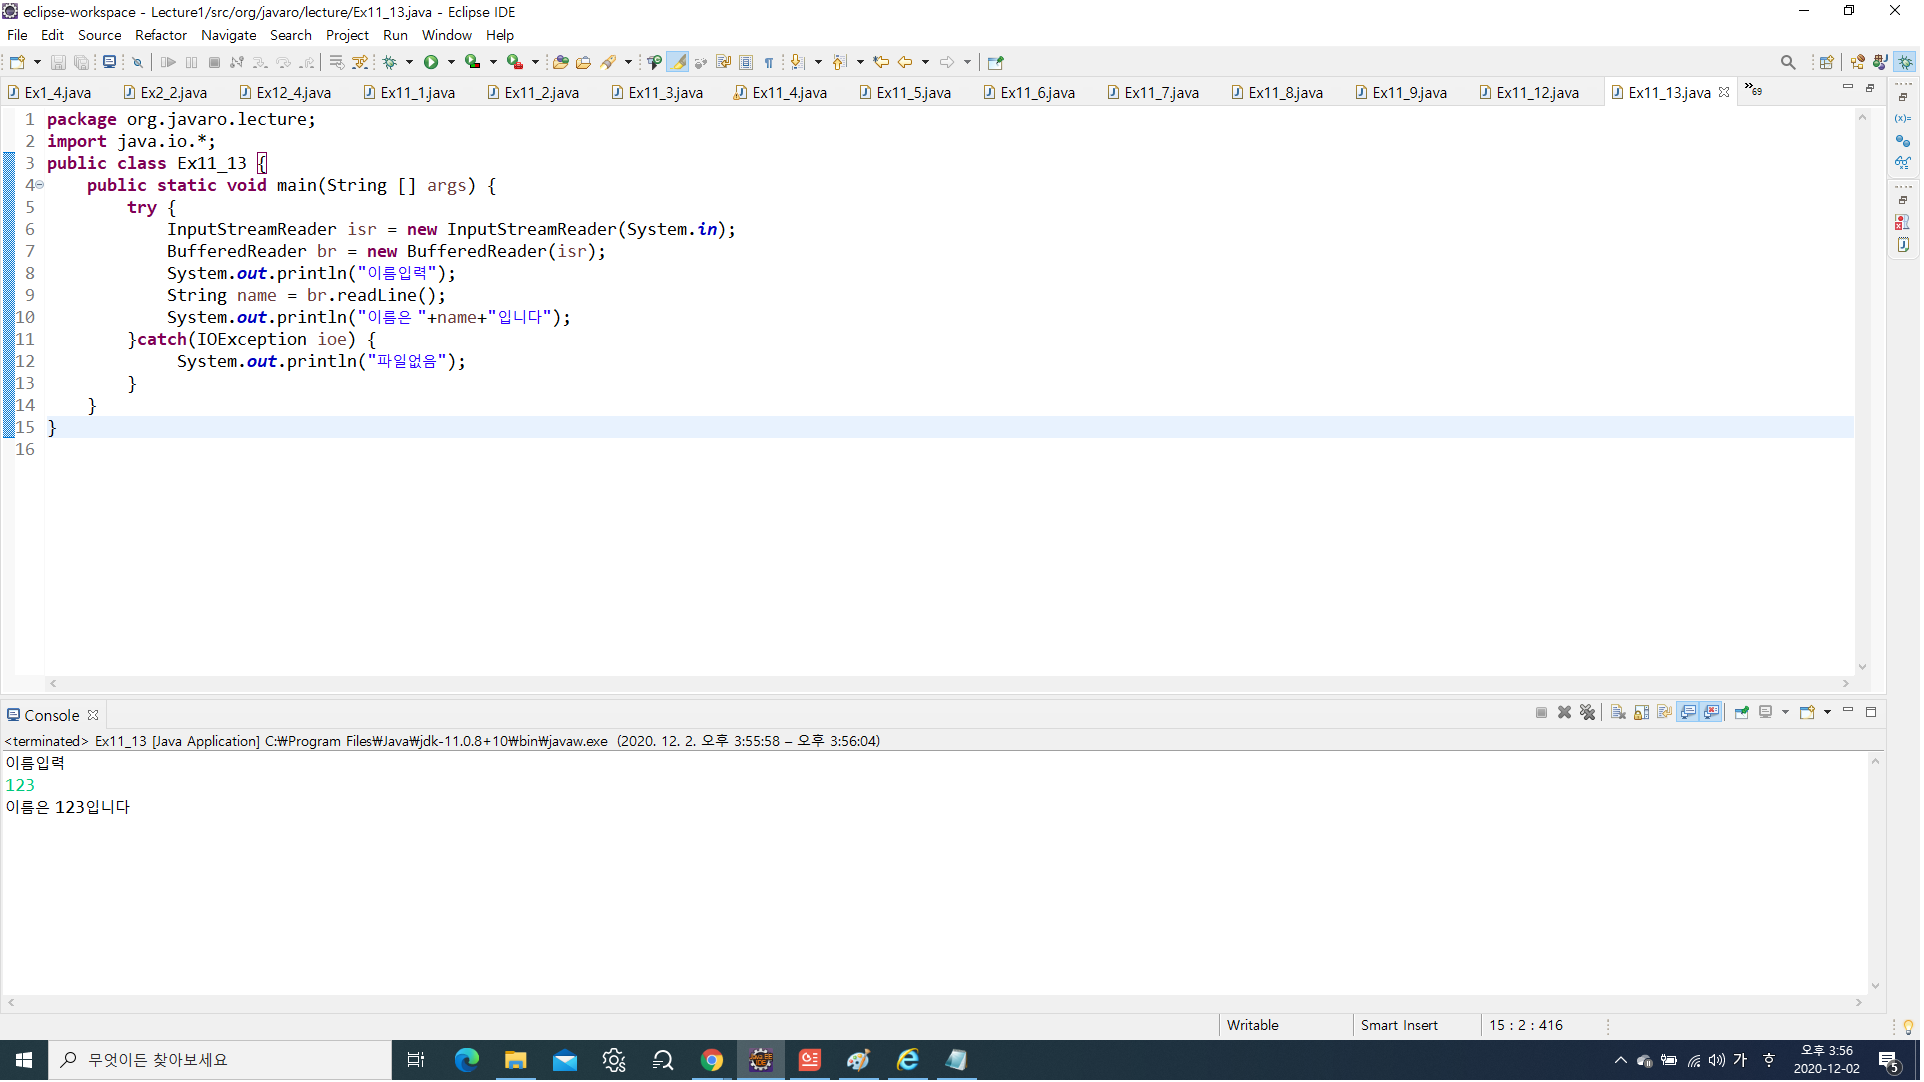 eclipse-workspace - Lecture1/src/org/javaro/lecture/Ex11_13.java - Eclipse IDE
File Edit Source Refactor Navigate Search Project Run Window Help
Ex1_4.java Ex2_2.java Ex12_4.java Ex11_1.java Ex11_2.java Ex11_3.java Ex11_4.java Ex11_5.java Ex11_6.java Ex11_7.java Ex11_8.java Ex11_9.java Ex11_12.java Ex11_13.java »69
1 package org.javaro.lecture;
2 import java.io.*;
3 public class Ex11_13 {
4 public static void main(String [] args) {
5 try {
6 InputStreamReader isr = new InputStreamReader(System.in);
7 BufferedReader br = new BufferedReader(isr);
8 System.out.println("이름입력");
9 String name = br.readLine();
10 System.out.println("이름은 "+name+"입니다");
11 }catch(IOException ioe) {
12 System.out.println("파일없음");
13 }
14 }
15 }
16
Console
<terminated> Ex11_13 [Java Application] C:₩Program Files₩Java₩jdk-11.0.8+10₩bin₩javaw.exe (2020. 12. 2. 오후 3:55:58 – 오후 3:56:04)
이름입력
123
이름은 123입니다
Writable Smart Insert 15 : 2 : 416
무엇이든 찾아보세요
가 오후 3:56
2020-12-02
5